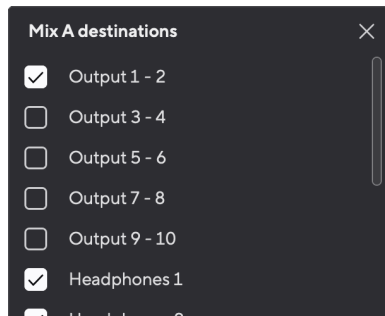 Mix A destinations
Output 1 - 2
Output 3 - 4
Output 5 - 6
Output 7 - 8
Output 9 - 10
Headphones 1